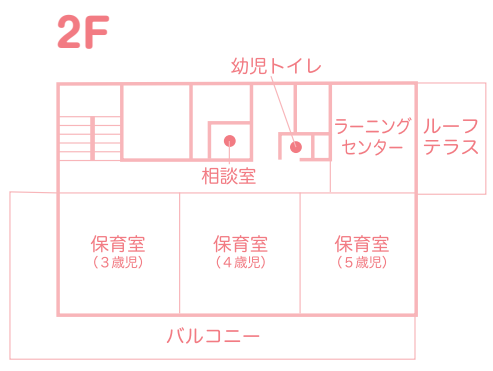 2F
幼児トイレ
ラーニング
センター
ルーフ
テラス
相談室
保育室
（3歳児）
保育室
（4歳児）
保育室
（5歳児）
バルコニー